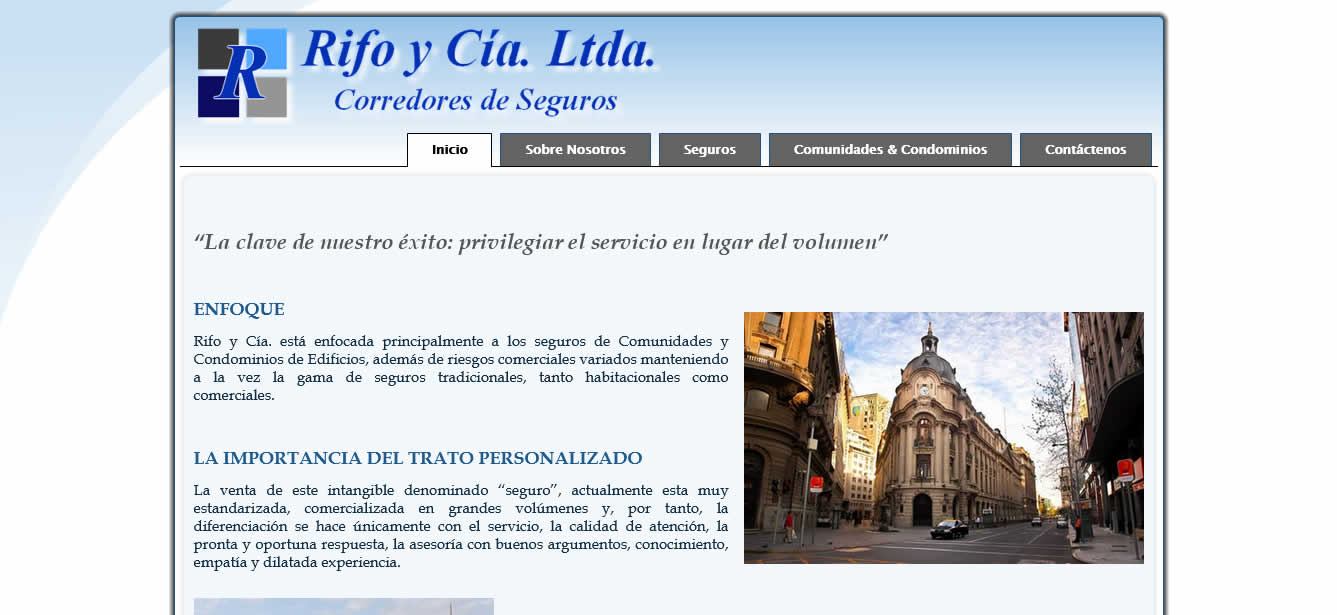 R
Rifo y Cía. Ltda.
Corredores de Seguros
Inicio
Sobre Nosotros
Seguros
Comunidades & Condominios
Contáctenos
“La clave de nuestro éxito: privilegiar el servicio en lugar del volumen”
ENFOQUE
Rifo y Cía. está enfocada principalmente a los seguros de Comunidades y
Condominios de Edificios, además de riesgos comerciales variados manteniendo
a la vez la gama de seguros tradicionales, tanto habitacionales como
comerciales.
LA IMPORTANCIA DEL TRATO PERSONALIZADO
La venta de este intangible denominado “seguro”, actualmente esta muy
estandarizada, comercializada en grandes volúmenes y, por tanto, la
diferenciación se hace únicamente con el servicio, la calidad de atención, la
pronta y oportuna respuesta, la asesoría con buenos argumentos, conocimiento,
empatía y dilatada experiencia.